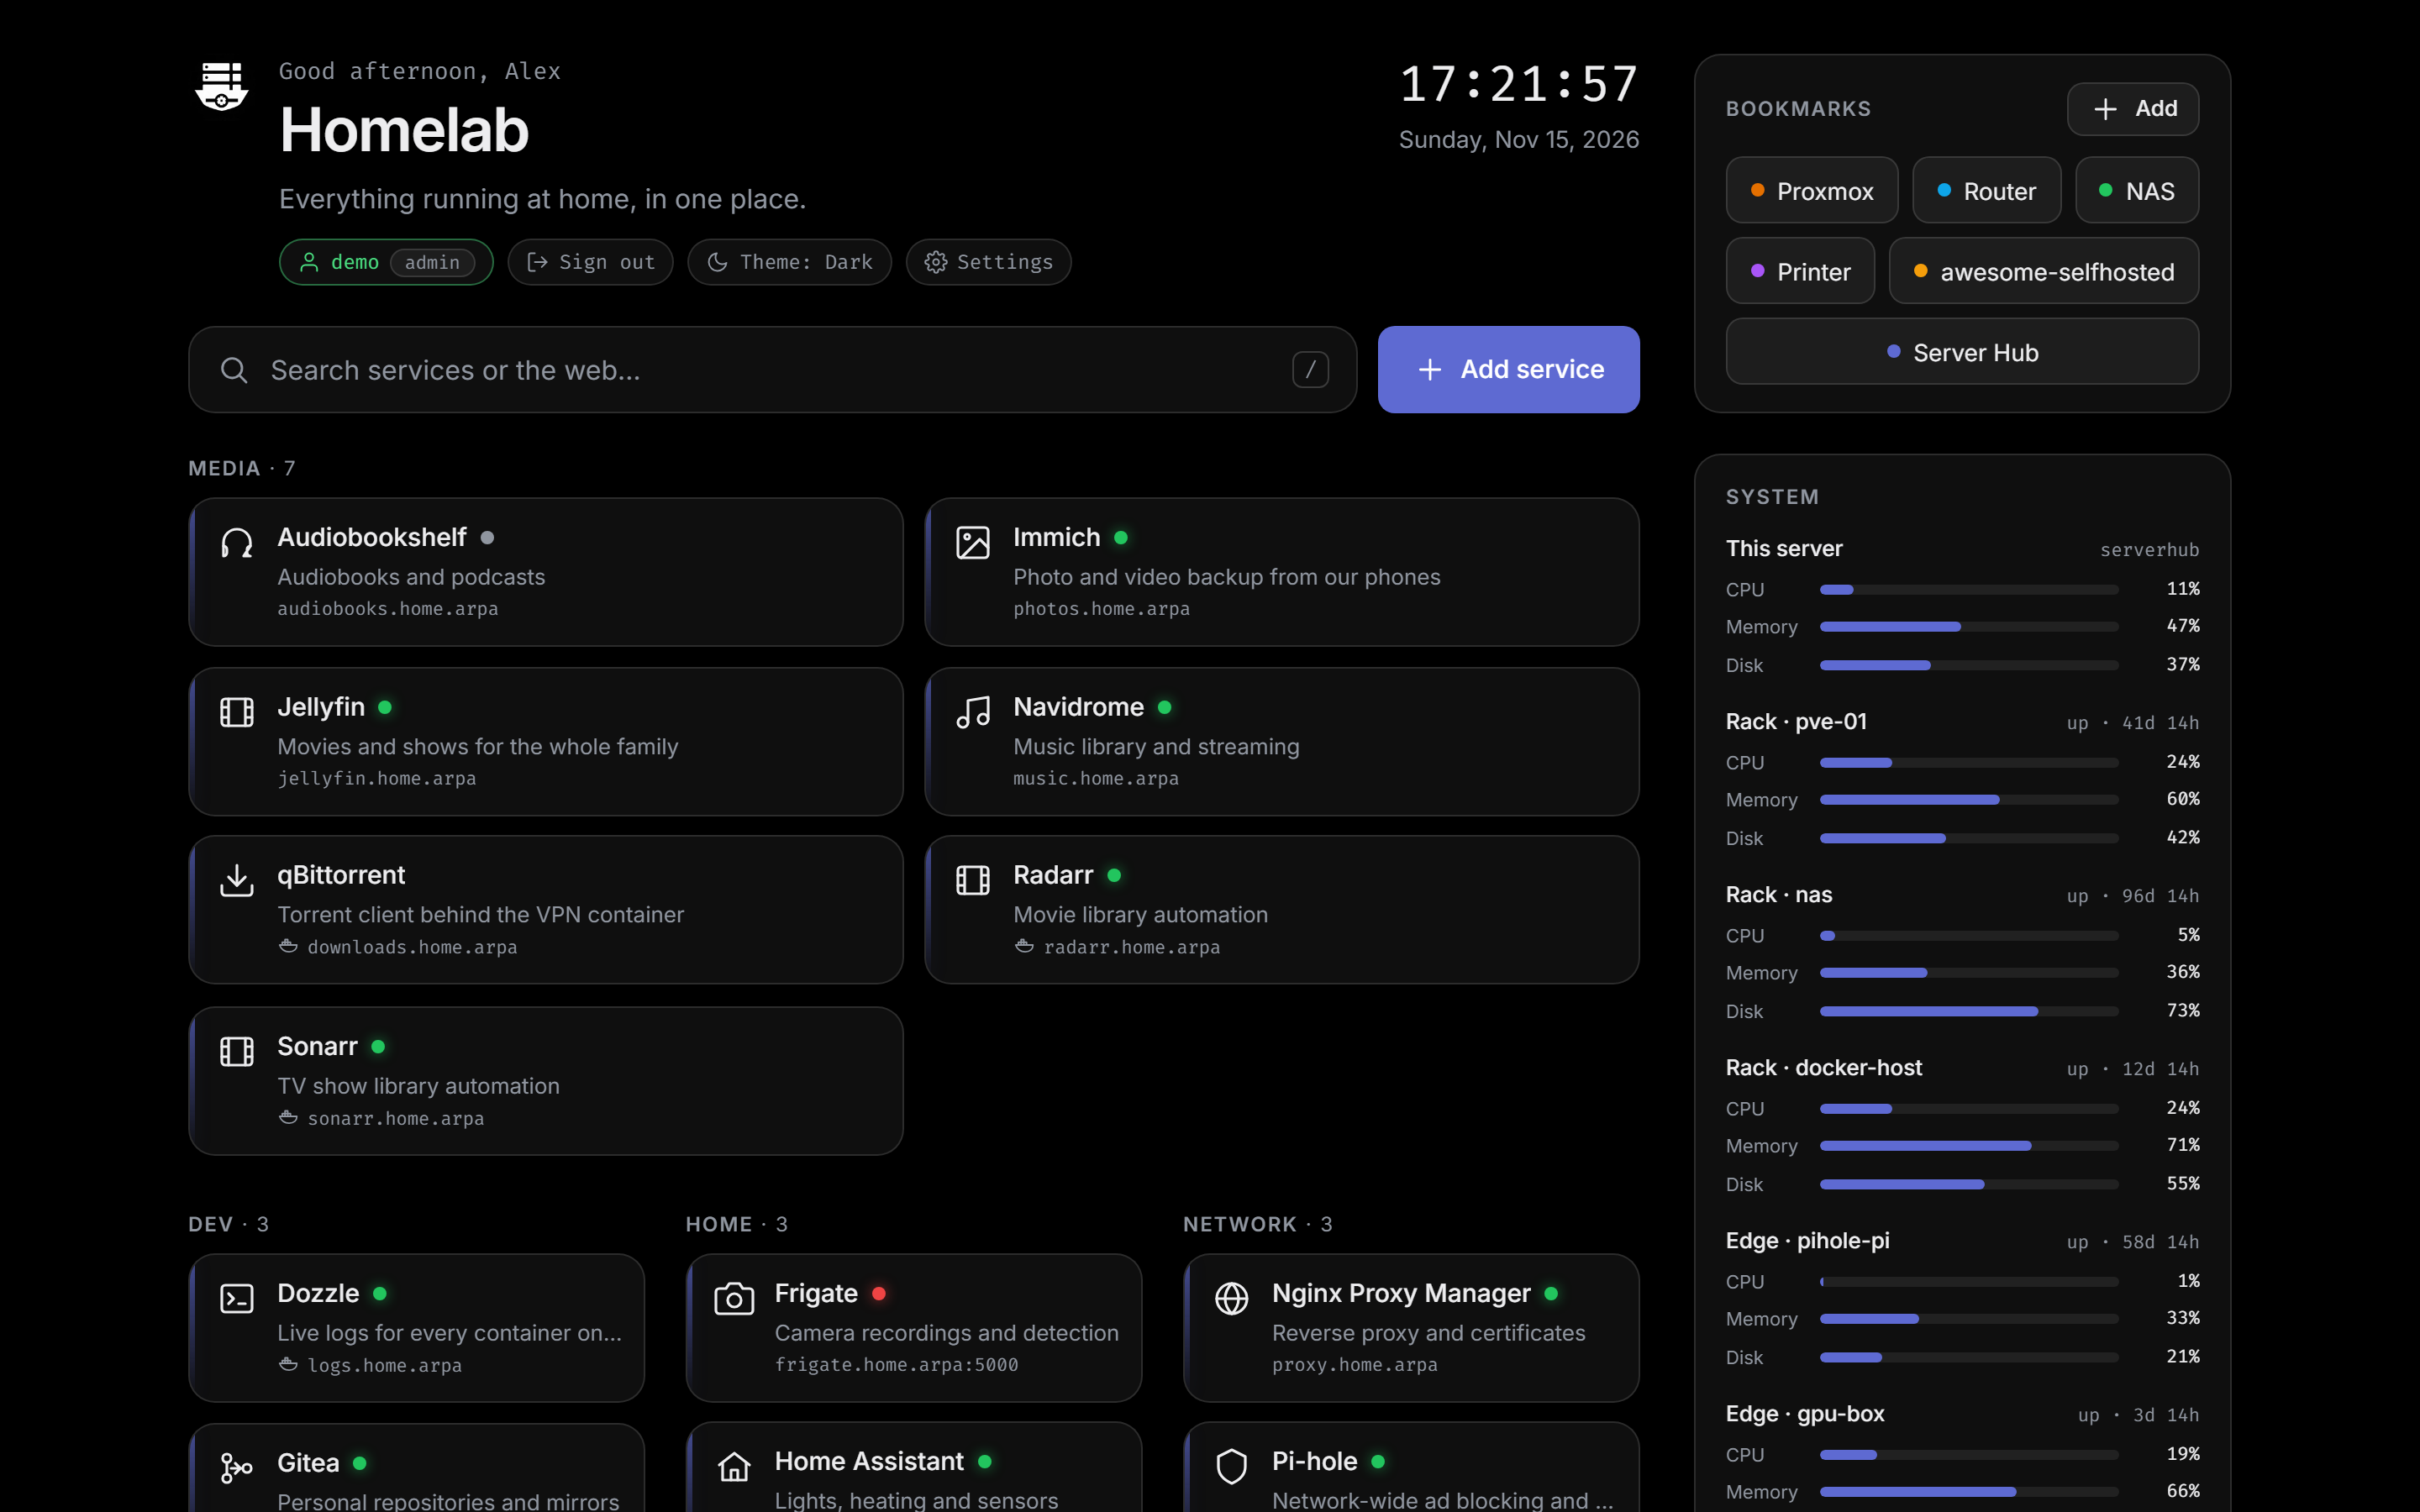 Good afternoon, Alex
Homelab
Everything running at home, in one place.
demo admin
Sign out
Theme: Dark
Settings
17:21:57
Sunday, Nov 15, 2026
Search services or the web...
/
Add service
MEDIA · 7
Audiobookshelf
Audiobooks and podcasts
audiobooks.home.arpa
Immich
Photo and video backup from our phones
photos.home.arpa
Jellyfin
Movies and shows for the whole family
jellyfin.home.arpa
Navidrome
Music library and streaming
music.home.arpa
qBittorrent
Torrent client behind the VPN container
downloads.home.arpa
Radarr
Movie library automation
radarr.home.arpa
Sonarr
TV show library automation
sonarr.home.arpa
DEV · 3
Dozzle
Live logs for every container on...
logs.home.arpa
Gitea
Personal repositories and mirrors
HOME · 3
Frigate
Camera recordings and detection
frigate.home.arpa:5000
Home Assistant
Lights, heating and sensors
NETWORK · 3
Nginx Proxy Manager
Reverse proxy and certificates
proxy.home.arpa
Pi-hole
Network-wide ad blocking and ...
BOOKMARKS
Add
Proxmox
Router
NAS
Printer
awesome-selfhosted
Server Hub
SYSTEM
This server serverhub
CPU 11%
Memory 47%
Disk 37%
Rack · pve-01 up · 41d 14h
CPU 24%
Memory 60%
Disk 42%
Rack · nas up · 96d 14h
CPU 5%
Memory 36%
Disk 73%
Rack · docker-host up · 12d 14h
CPU 24%
Memory 71%
Disk 55%
Edge · pihole-pi up · 58d 14h
CPU 1%
Memory 33%
Disk 21%
Edge · gpu-box up · 3d 14h
CPU 19%
Memory 66%